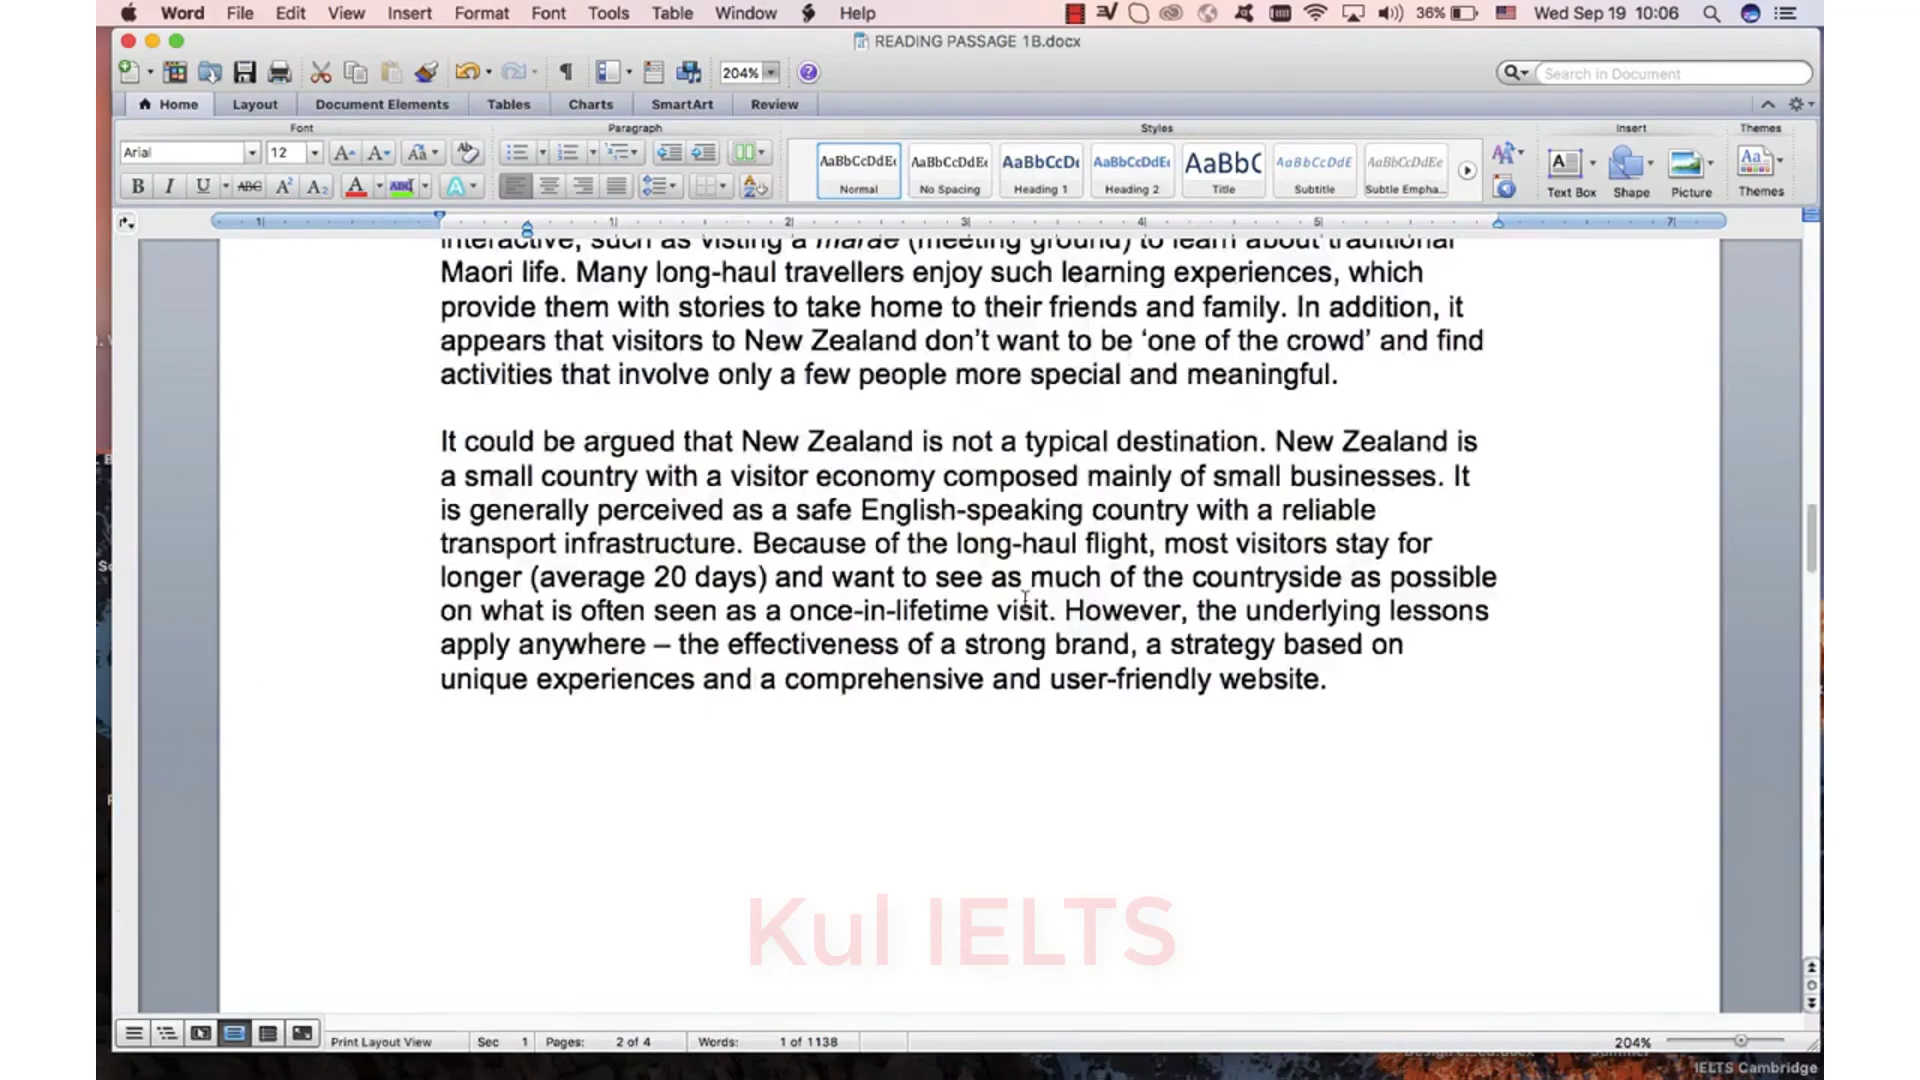 Word File Edit View Insert Format Font Tools Table Window Help 36% Wed Sep 19 10:06
READING PASSAGE 1B.docx
204% Search in Document
Home Layout Document Elements Tables Charts SmartArt Review
Font Paragraph Styles Insert Themes
Arial 12
AaBbCcDdEe AaBbCcDdEe AaBbCcDc AaBbCcDdEe AaBbC AaBbCcDdE AaBbCcDdEe
Normal No Spacing Heading 1 Heading 2 Title Subtitle Subtle Empha... Text Box Shape Picture Themes
interactive, such as visting a marae (meeting ground) to learn about traditional
Maori life. Many long-haul travellers enjoy such learning experiences, which
provide them with stories to take home to their friends and family. In addition, it
appears that visitors to New Zealand don’t want to be ‘one of the crowd’ and find
activities that involve only a few people more special and meaningful.
It could be argued that New Zealand is not a typical destination. New Zealand is
a small country with a visitor economy composed mainly of small businesses. It
is generally perceived as a safe English-speaking country with a reliable
transport infrastructure. Because of the long-haul flight, most visitors stay for
longer (average 20 days) and want to see as much of the countryside as possible
on what is often seen as a once-in-lifetime visit. However, the underlying lessons
apply anywhere – the effectiveness of a strong brand, a strategy based on
unique experiences and a comprehensive and user-friendly website.
Kul IELTS
Print Layout View Sec 1 Pages: 2 of 4 Words: 1 of 1138 204%
IELTS Cambridge